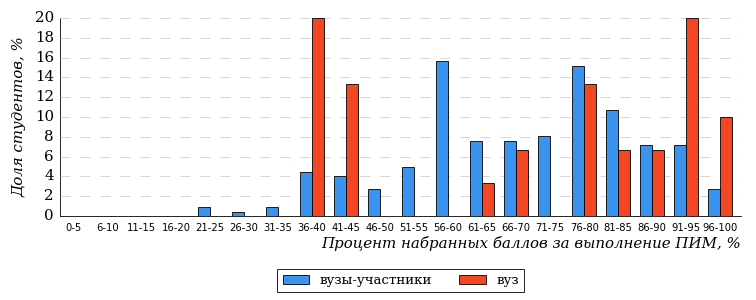 Доля студентов, %
20
18
16
14
12
10
8
6
4
2
0
0-5 6-10 11-15 16-20 21-25 26-30 31-35 36-40 41-45 46-50 51-55 56-60 61-65 66-70 71-75 76-80 81-85 86-90 91-95 96-100
Процент набранных баллов за выполнение ПИМ, %
вузы-участники вуз